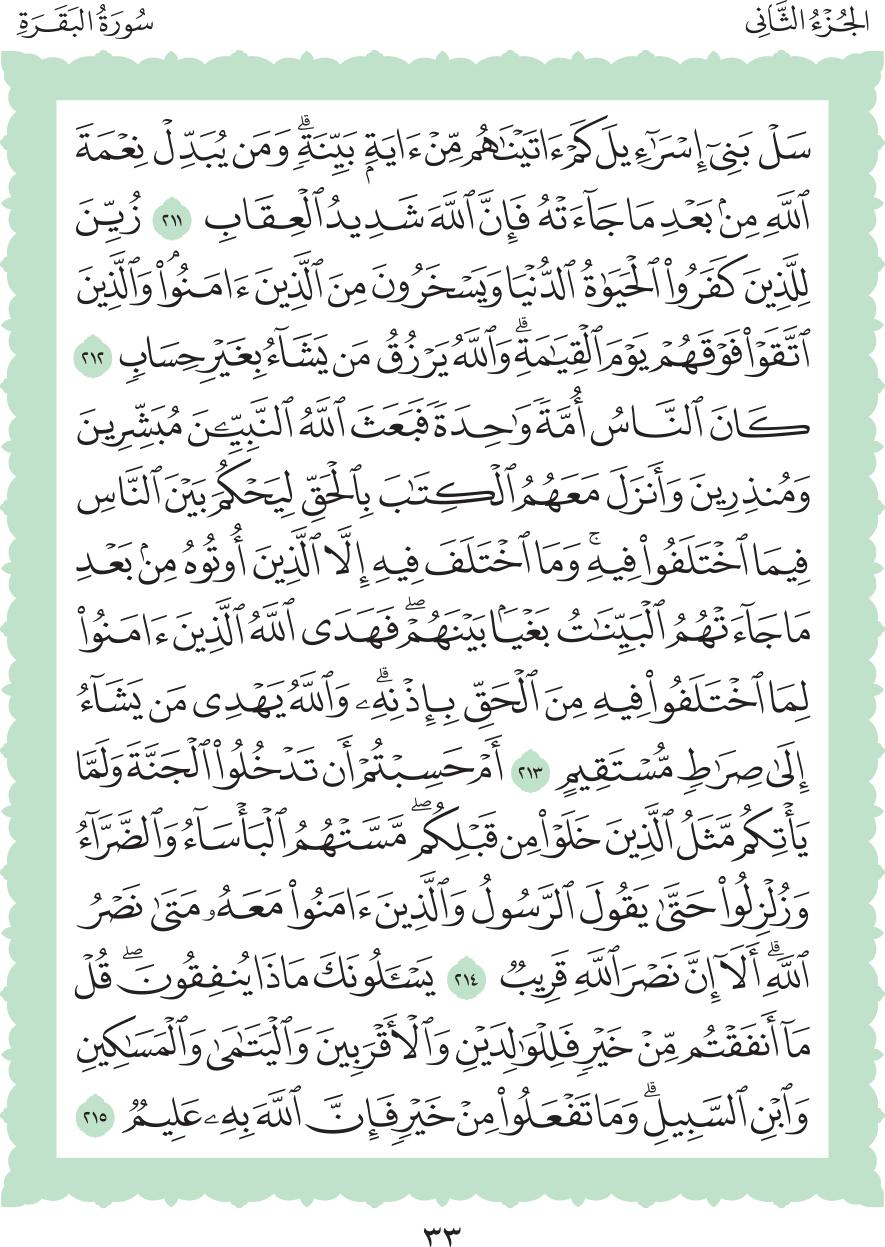 الجُزْءُ الثَّانِي
سُورَةُ البَقَرَةِ
سَلۡ بَنِيٓ إِسۡرَٰٓءِيلَ كَمۡ ءَاتَيۡنَٰهُم مِّنۡ ءَايَةِۭ بَيِّنَةٖۗ وَمَن يُبَدِّلۡ نِعۡمَةَ
ٱللَّهِ مِنۢ بَعۡدِ مَا جَآءَتۡهُ فَإِنَّ ٱللَّهَ شَدِيدُ ٱلۡعِقَابِ ٢١١ زُيِّنَ
لِلَّذِينَ كَفَرُواْ ٱلۡحَيَوٰةُ ٱلدُّنۡيَا وَيَسۡخَرُونَ مِنَ ٱلَّذِينَ ءَامَنُواْۘ وَٱلَّذِينَ
ٱتَّقَوۡاْ فَوۡقَهُمۡ يَوۡمَ ٱلۡقِيَٰمَةِۗ وَٱللَّهُ يَرۡزُقُ مَن يَشَآءُ بِغَيۡرِ حِسَابٖ ٢١٢
كَانَ ٱلنَّاسُ أُمَّةٗ وَٰحِدَةٗ فَبَعَثَ ٱللَّهُ ٱلنَّبِيِّـۧنَ مُبَشِّرِينَ
وَمُنذِرِينَ وَأَنزَلَ مَعَهُمُ ٱلۡكِتَٰبَ بِٱلۡحَقِّ لِيَحۡكُمَ بَيۡنَ ٱلنَّاسِ
فِيمَا ٱخۡتَلَفُواْ فِيهِۚ وَمَا ٱخۡتَلَفَ فِيهِ إِلَّا ٱلَّذِينَ أُوتُوهُ مِنۢ بَعۡدِ
مَا جَآءَتۡهُمُ ٱلۡبَيِّنَٰتُ بَغۡيَۢا بَيۡنَهُمۡۖ فَهَدَى ٱللَّهُ ٱلَّذِينَ ءَامَنُواْ
لِمَا ٱخۡتَلَفُواْ فِيهِ مِنَ ٱلۡحَقِّ بِإِذۡنِهِۦۗ وَٱللَّهُ يَهۡدِي مَن يَشَآءُ
إِلَىٰ صِرَٰطٖ مُّسۡتَقِيمٍ ٢١٣ أَمۡ حَسِبۡتُمۡ أَن تَدۡخُلُواْ ٱلۡجَنَّةَ وَلَمَّا
يَأۡتِكُم مَّثَلُ ٱلَّذِينَ خَلَوۡاْ مِن قَبۡلِكُمۖ مَّسَّتۡهُمُ ٱلۡبَأۡسَآءُ وَٱلضَّرَّآءُ
وَزُلۡزِلُواْ حَتَّىٰ يَقُولَ ٱلرَّسُولُ وَٱلَّذِينَ ءَامَنُواْ مَعَهُۥ مَتَىٰ نَصۡرُ
ٱللَّهِۗ أَلَآ إِنَّ نَصۡرَ ٱللَّهِ قَرِيبٞ ٢١٤ يَسۡـَٔلُونَكَ مَاذَا يُنفِقُونَۖ قُلۡ
مَآ أَنفَقۡتُم مِّنۡ خَيۡرٖ فَلِلۡوَٰلِدَيۡنِ وَٱلۡأَقۡرَبِينَ وَٱلۡيَتَٰمَىٰ وَٱلۡمَسَٰكِينِ
وَٱبۡنِ ٱلسَّبِيلِۗ وَمَا تَفۡعَلُواْ مِنۡ خَيۡرٖ فَإِنَّ ٱللَّهَ بِهِۦ عَلِيمٞ ٢١٥
٣٣